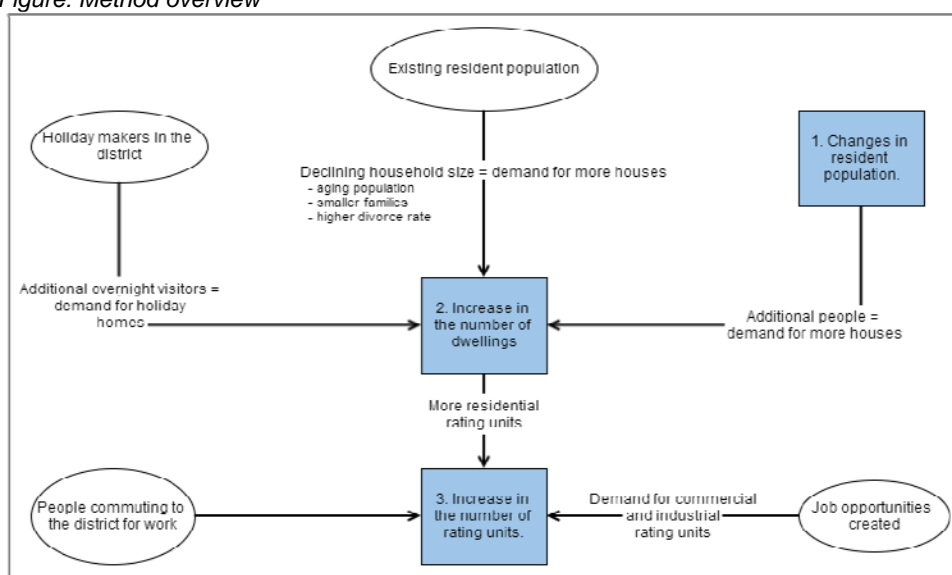 Figure: Method overview
Existing resident population
Holiday makers in the
district
1. Changes in
resident
population.
Declining household size = demand for more houses
- aging population
- smaller families
- higher divorce rate
Additional overnight visitors =
demand for holiday
homes
2. Increase in
the number of
dwellings
Additional people =
demand for more houses
More residential
rating units
People commuting to
the district for work
3. Increase in
the number of
rating units.
Demand for commercial
and industrial
rating units
Job opportunities
created